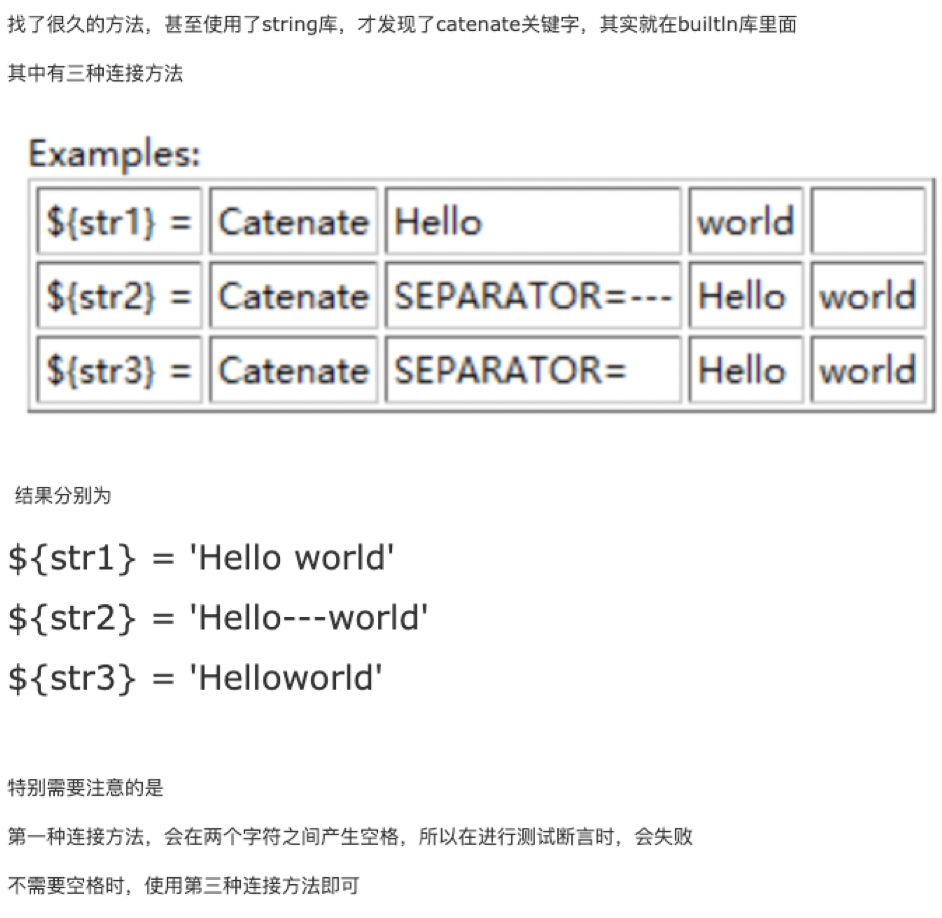 找了很久的方法，甚至使用了string库，才发现了catenate关键字，其实就在builtIn库里面
其中有三种连接方法
Examples:
${str1} = Catenate Hello world
${str2} = Catenate SEPARATOR=--- Hello world
${str3} = Catenate SEPARATOR= Hello world
结果分别为
${str1} = 'Hello world'
${str2} = 'Hello---world'
${str3} = 'Helloworld'
特别需要注意的是
第一种连接方法，会在两个字符之间产生空格，所以在进行测试断言时，会失败
不需要空格时，使用第三种连接方法即可